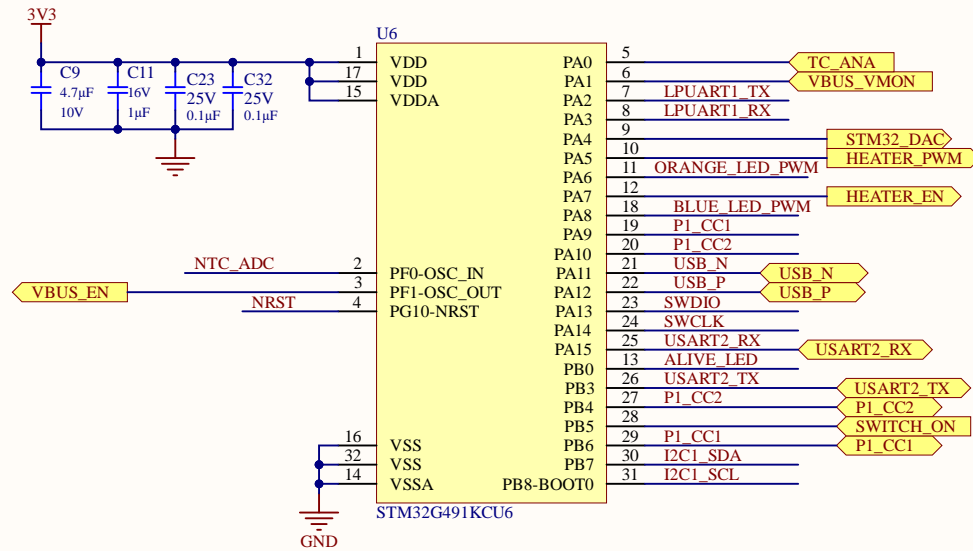 3V3
U6
C9
4.7µF
10V
C11
16V
1µF
C23
25V
0.1µF
C32
25V
0.1µF
1 VDD
17 VDD
15 VDDA
NTC_ADC 2 PF0-OSC_IN
VBUS_EN 3 PF1-OSC_OUT
NRST 4 PG10-NRST
16 VSS
32 VSS
14 VSSA
GND
PA0 5 TC_ANA
PA1 6 VBUS_VMON
PA2 7 LPUART1_TX
PA3 8 LPUART1_RX
PA4 9 STM32_DAC
PA5 10 HEATER_PWM
PA6 11 ORANGE_LED_PWM
PA7 12 HEATER_EN
PA8 18 BLUE_LED_PWM
PA9 19 P1_CC1
PA10 20 P1_CC2
PA11 21 USB_N USB_N
PA12 22 USB_P USB_P
PA13 23 SWDIO
PA14 24 SWCLK
PA15 25 USART2_RX USART2_RX
PB0 13 ALIVE_LED
PB3 26 USART2_TX USART2_TX
PB4 27 P1_CC2 P1_CC2
PB5 28 SWITCH_ON
PB6 29 P1_CC1 P1_CC1
PB7 30 I2C1_SDA
PB8-BOOT0 31 I2C1_SCL
STM32G491KCU6